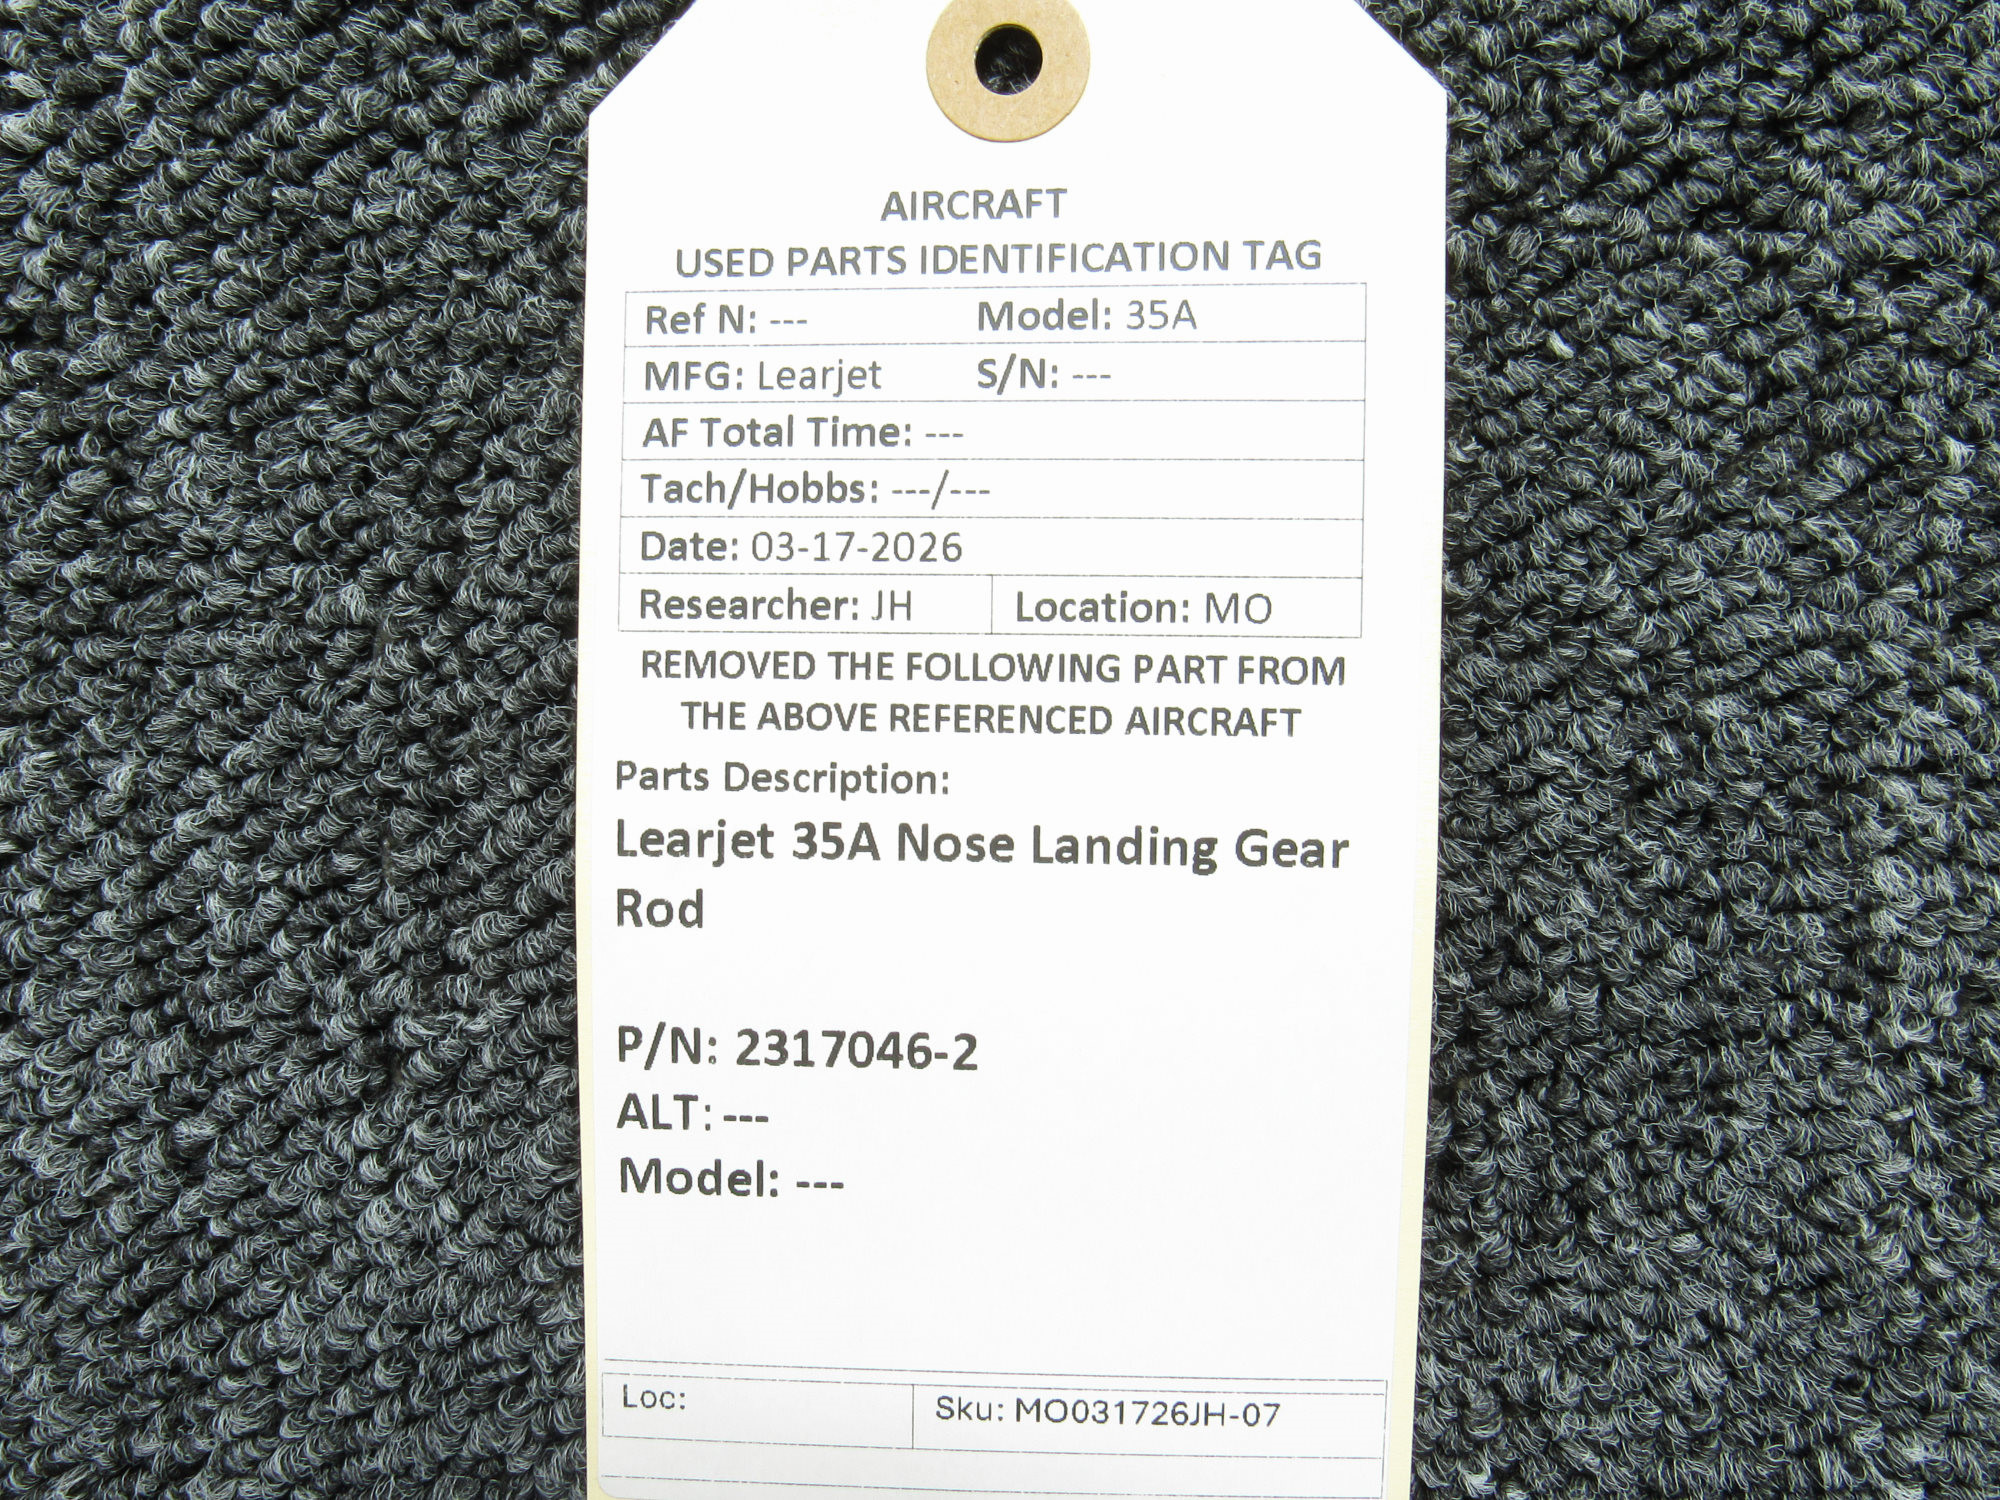 AIRCRAFT
USED PARTS IDENTIFICATION TAG
Ref N: --- Model: 35A
MFG: Learjet S/N: ---
AF Total Time: ---
Tach/Hobbs: ---/---
Date: 03-17-2026
Researcher: JH Location: MO
REMOVED THE FOLLOWING PART FROM
THE ABOVE REFERENCED AIRCRAFT
Parts Description:
Learjet 35A Nose Landing Gear
Rod
P/N: 2317046-2
ALT: ---
Model: ---
Loc: Sku: MO031726JH-07